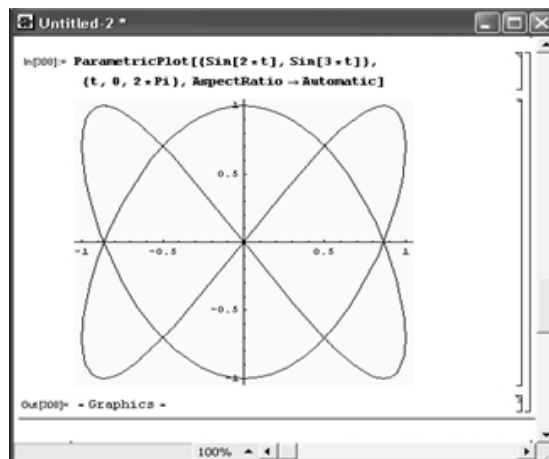 Untitled-2 *
In[308]:= ParametricPlot[{Sin[2*t], Sin[3*t]},
{t, 0, 2*Pi}, AspectRatio → Automatic]
1
0.5
-1 -0.5 0.5 1
-0.5
-1
Out[308]= - Graphics -
100%